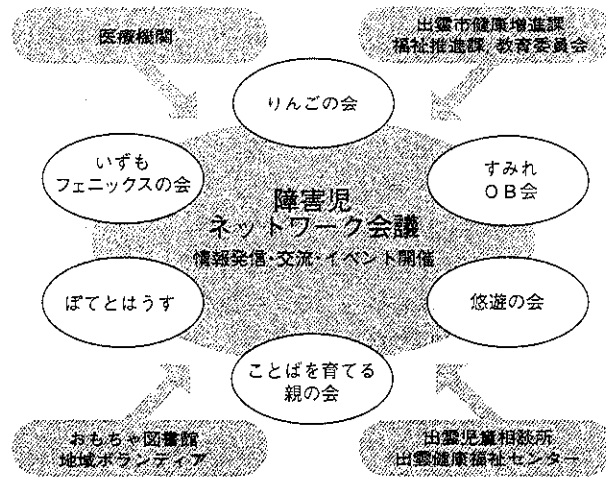 医療機関
出雲市健康増進課
福祉推進課 教育委員会
りんごの会
いずも
フェニックスの会
すみれ
OB会
障害児
ネットワーク会議
情報発信・交流・イベント開催
ぽてとはうす
悠遊の会
ことばを育てる
親の会
おもちゃ図書館
地域ボランティア
出雲児童相談所
出雲健康福祉センター